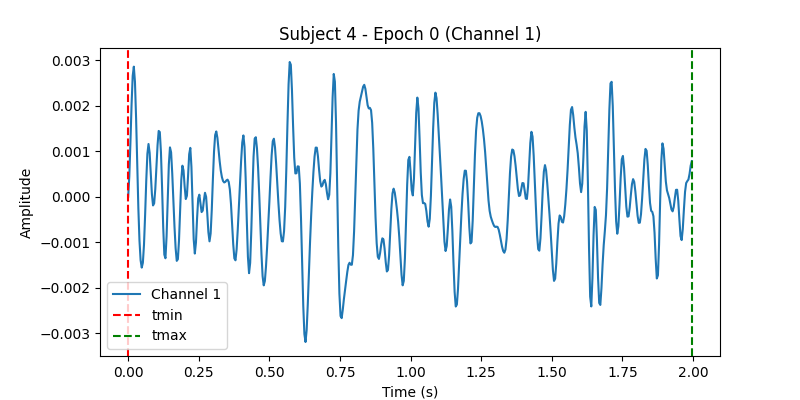 Subject 4 - Epoch 0 (Channel 1)
Amplitude
0.003
0.002
0.001
0.000
−0.001
−0.002
−0.003
Channel 1
tmin
tmax
0.00 0.25 0.50 0.75 1.00 1.25 1.50 1.75 2.00
Time (s)